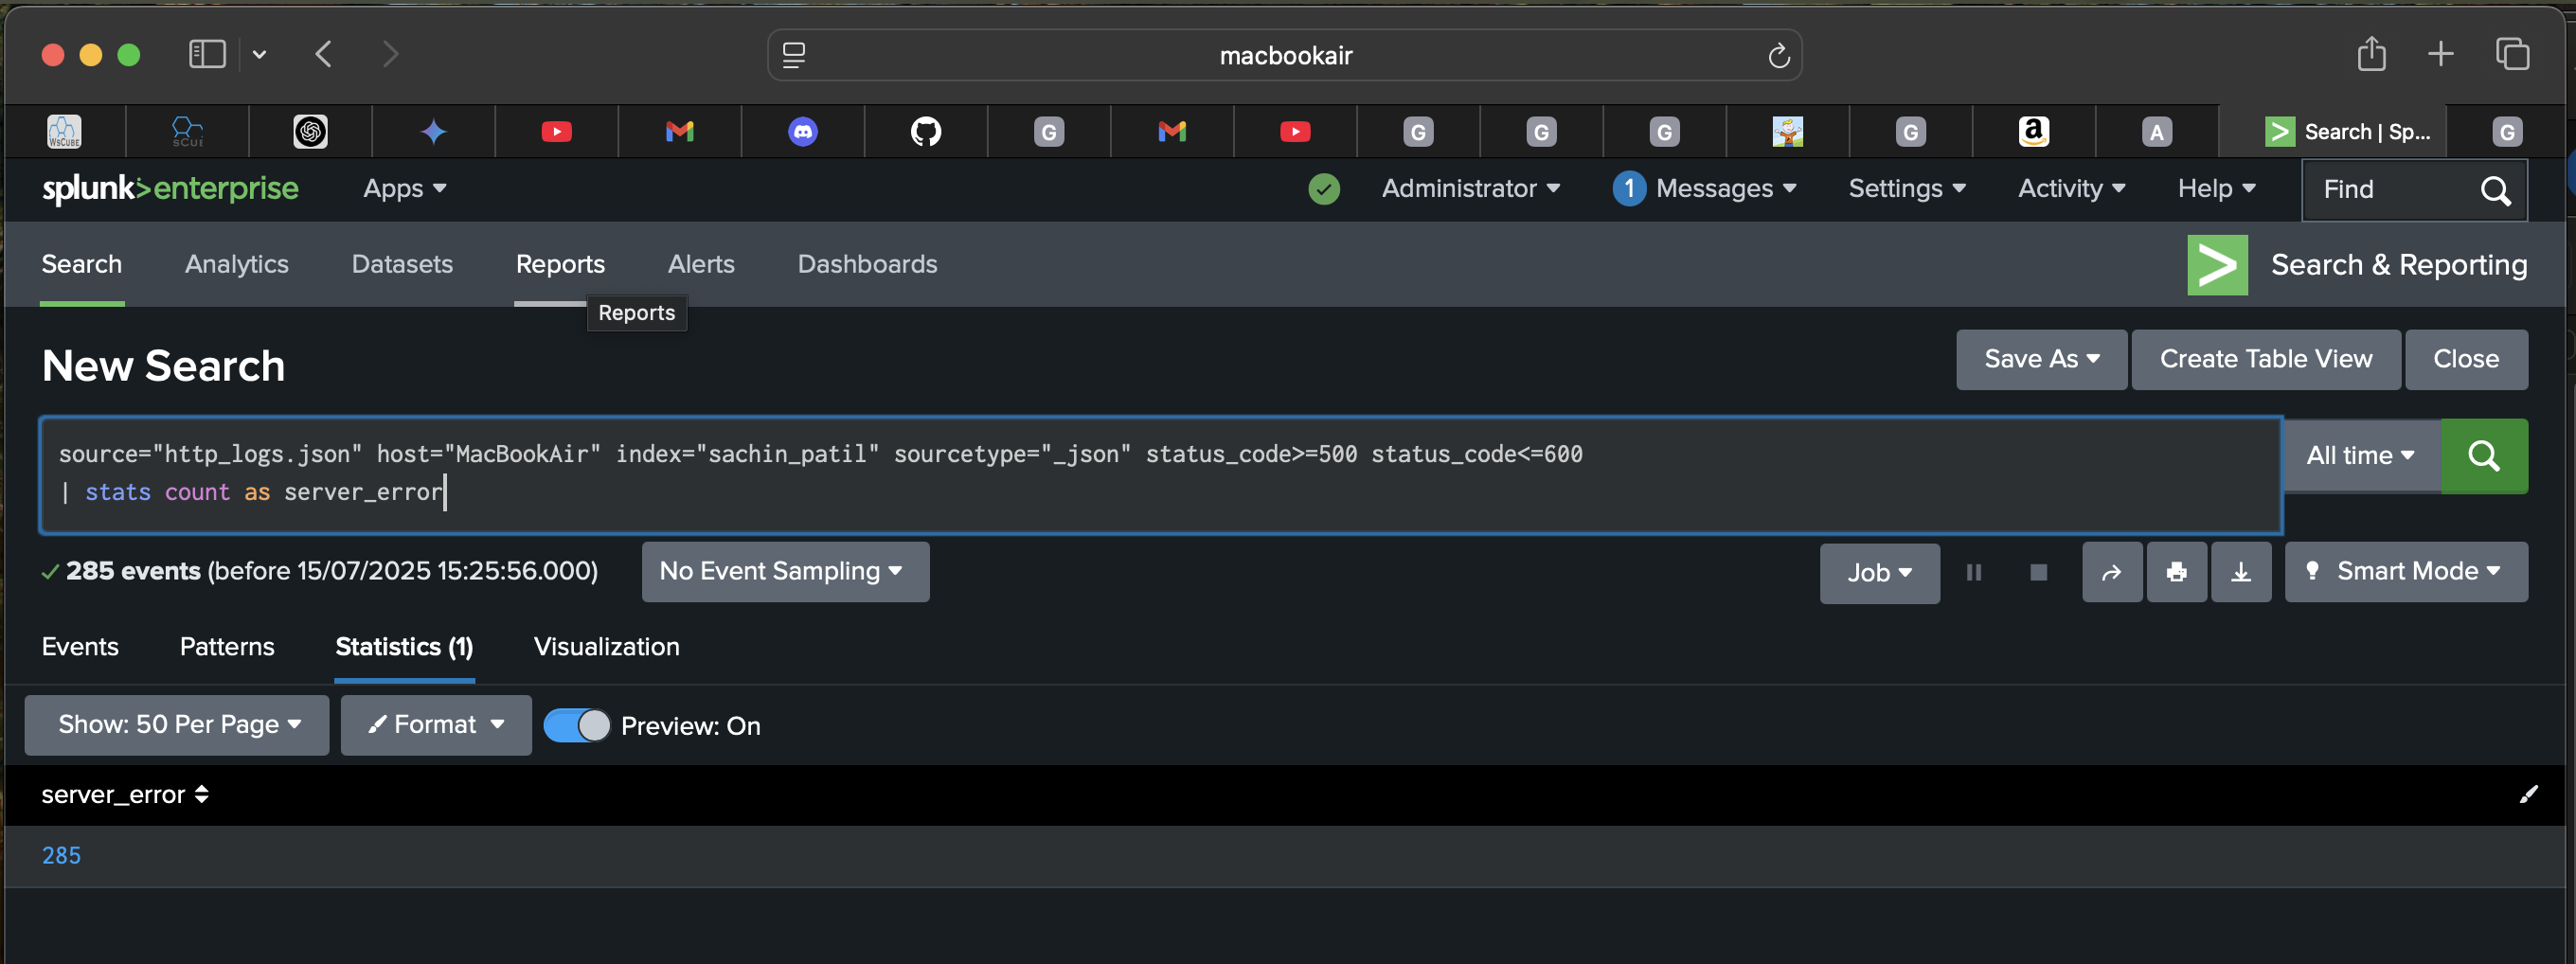 macbookair
WsCube
SCUE
G
G
G
G
G
a
A
Search | Sp...
G
splunk>enterprise
Apps
Administrator
1 Messages
Settings
Activity
Help
Find
Search
Analytics
Datasets
Reports
Alerts
Dashboards
Search & Reporting
Reports
New Search
Save As
Create Table View
Close
source="http_logs.json" host="MacBookAir" index="sachin_patil" sourcetype="_json" status_code>=500 status_code<=600
| stats count as server_error
All time
285 events (before 15/07/2025 15:25:56.000)
No Event Sampling
Job
Smart Mode
Events
Patterns
Statistics (1)
Visualization
Show: 50 Per Page
Format
Preview: On
server_error
285